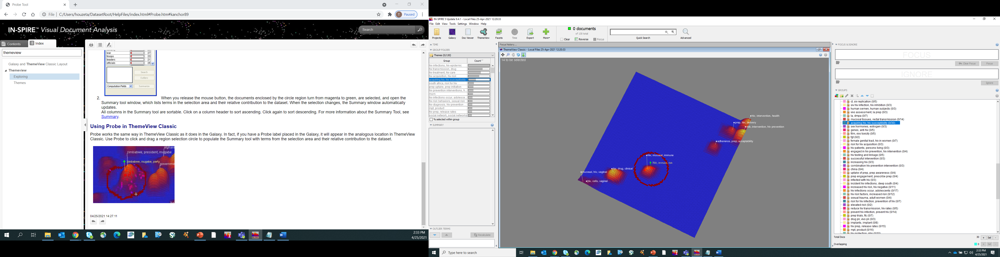 Probe Tool
File | C:/Users/houzeta/DatasetRoot/HelpFiles/index.html#Probe.htm#kanchor89
T Paused
IN-SPIRE™ Visual Document Analysis
Search
Contents
Index
themeview
Galaxy and ThemeView Classic Layout
Themeview
Exploring
Themes
war 27
troops 23
leaders 21
officials 25
Search
Outliers
Computation Fields
Summarize
2. When you release the mouse button, the documents enclosed by the circle region turn from magenta to green, are selected, and open the
Summary tool window, which lists terms in the selection area and their relative contribution to the dataset. When the selection changes, the Summary window automatically
updates.
All columns in the Summary tool are sortable. Click on a column header to sort ascending. Click again to sort descending. For more information about the Summary Tool, see
Summary.
Using Probe in ThemeView Classic
Probe works the same way in ThemeView Classic as it does in the Galaxy. In fact, if you have a Probe label placed in the Galaxy, it will appear in the analogous location in ThemeView
Classic. Use Probe to click and drag a region selection circle to populate the Summary tool with terms from the selection area and their relative contribution to the dataset.
afghani
zimbabwe, president, mugabe
zimbabwe, mugabe, party
governme
04/25/2021 14:27:11
2:33 PM
4/25/2021
IN-SPIRE 5 Update 9.4.1 - Local Files 25-Apr-2021 12:20:33
File Edit View Tools Settings Window Help
Projects
Galaxy
Doc Viewer
ThemeView
Facets
Time
Export
More*
0 documents
of 130 total
Clear
Reverse
Focus
Quick Search
Advanced
TIME
GROUP FOLDER
Themes (0/130)
Group Count
hiv infections, hiv epidemic
hiv transmission, drug
hiv treatment, hiv care
hiv acquisition, hiv risk
acquiring hiv, hiv susceptibility
south africa, risk for hiv
prep uptake, prep initiation
hiv prevention interventions, h...
msm
hiv infections occur, adolesce...
hiv risk behaviors, sexual risk
hiv diagnosis, hiv prevention ...
mpt, product
hiv prep, release rates
social network, social networks
% selected within group
SUMMARY
OUTLIER TERMS
Recalculate
Focus history....
ThemeView Classic - Local Files 25-Apr-2021 12:20:33
14 to be selected
hiv, intervention, health
prep, hiv, delivery
risk, intervention, hiv prevention
adherence, prep, acceptability
hiv, mucosal, immune
hiv, immune, risk
hiv, drug, clinical
mucosal, hiv, vaginal
hiv, cells, vaginal
FOCUS & IGNORE
FOCUS
Clear Focus
Focus
IGNORE
Ignore
GROUPS
ct, siv replication (0/5)
siv hiv infection, hiv inhibition (0/3)
human semen, human subjects (0/3)
vivo assessment, la prep (0/3)
la, dmpa (0/7)
mucosal tissues, rectal transmission (0/14)
acquiring hiv, hiv susceptibility (0/30)
sex hormones, estrogen (0/3)
genes, anti hiv (0/5)
film, vivo toxicity (0/5)
fgt (0/2)
female genital tract, hiv in women (0/7)
risk for hiv acquisition (0/3)
hiv patients, persons living (0/3)
engaged in hiv prevention, hiv intervention (0/4)
hiv testing and linkage (0/5)
successful intervention (0/3)
increasing hiv (0/3)
combination hiv prevention intervention (0/3)
china (0/4)
uptake of prep, prep awareness (0/4)
prep engagement, prescribe prep (0/4)
infected with hiv (0/3)
incident hiv infections, deep south (0/4)
increased hiv risk, hiv negative (0/11)
hiv infections occur, adolescents (0/17)
hiv risk factors, increased risk (0/12)
sexual trauma, adult women (0/4)
risk for hiv infection, prevention of hiv (0/7)
elevated risk (0/2)
reduce hiv transmission, hiv rates (0/5)
prevent hiv infection, prevent hiv (0/14)
prep trials, ftc (0/7)
drug pk, vivo pk (0/3)
implants, implant (0/8)
hiv prep, release rates (0/15)
mpt, product (0/16)
hiv protection, php (0/10)
Total Docs 30 + Sel -
Overlapping 0 + Sel -
Type here to search
2:33 PM
4/25/2021